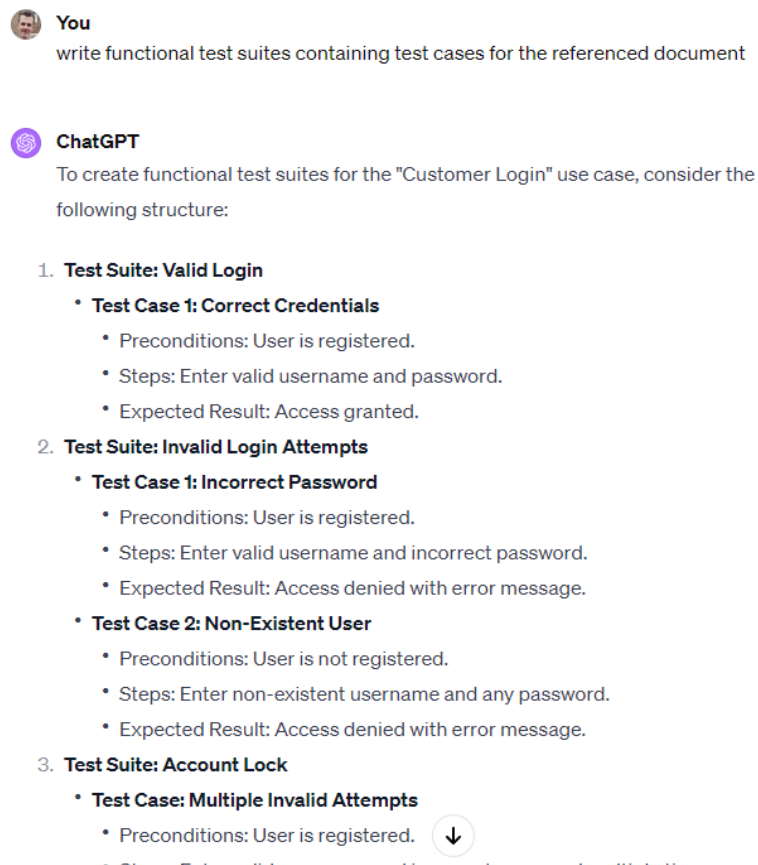 You
write functional test suites containing test cases for the referenced document
ChatGPT
To create functional test suites for the "Customer Login" use case, consider the
following structure:
1. Test Suite: Valid Login
• Test Case 1: Correct Credentials
• Preconditions: User is registered.
• Steps: Enter valid username and password.
• Expected Result: Access granted.
2. Test Suite: Invalid Login Attempts
• Test Case 1: Incorrect Password
• Preconditions: User is registered.
• Steps: Enter valid username and incorrect password.
• Expected Result: Access denied with error message.
• Test Case 2: Non-Existent User
• Preconditions: User is not registered.
• Steps: Enter non-existent username and any password.
• Expected Result: Access denied with error message.
3. Test Suite: Account Lock
• Test Case: Multiple Invalid Attempts
• Preconditions: User is registered.